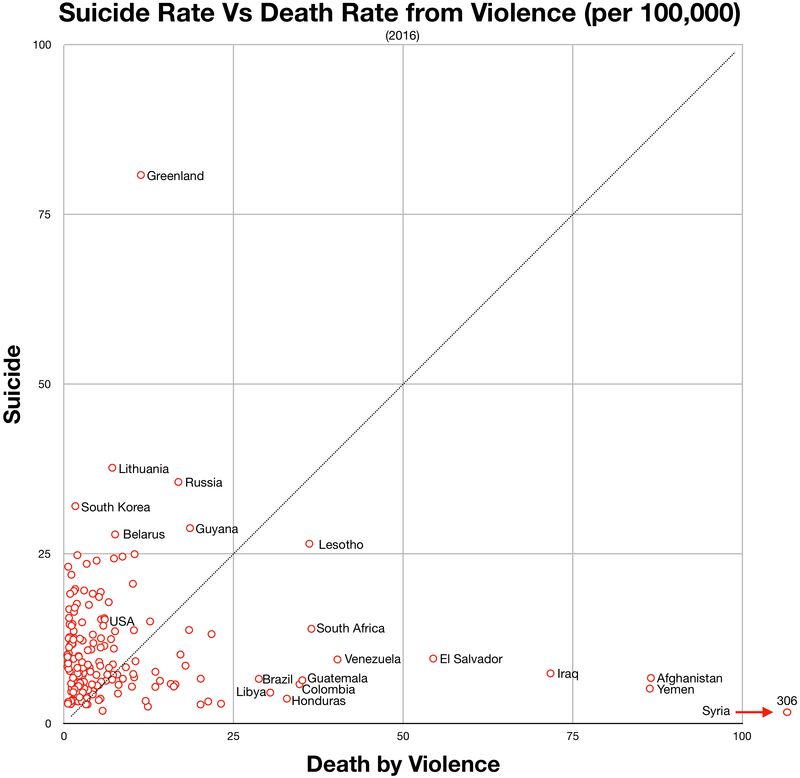 Suicide Rate Vs Death Rate from Violence (per 100,000)
(2016)
100
Greenland
75
Suicide
50
Lithuania
Russia
South Korea
Guyana
Belarus
Lesotho
25
USA
South Africa
Venezuela
El Salvador
Iraq
Brazil
Guatemala
Afghanistan
Colombia
Yemen
Libya
Honduras
306
Syria
0
0
25
50
75
100
Death by Violence